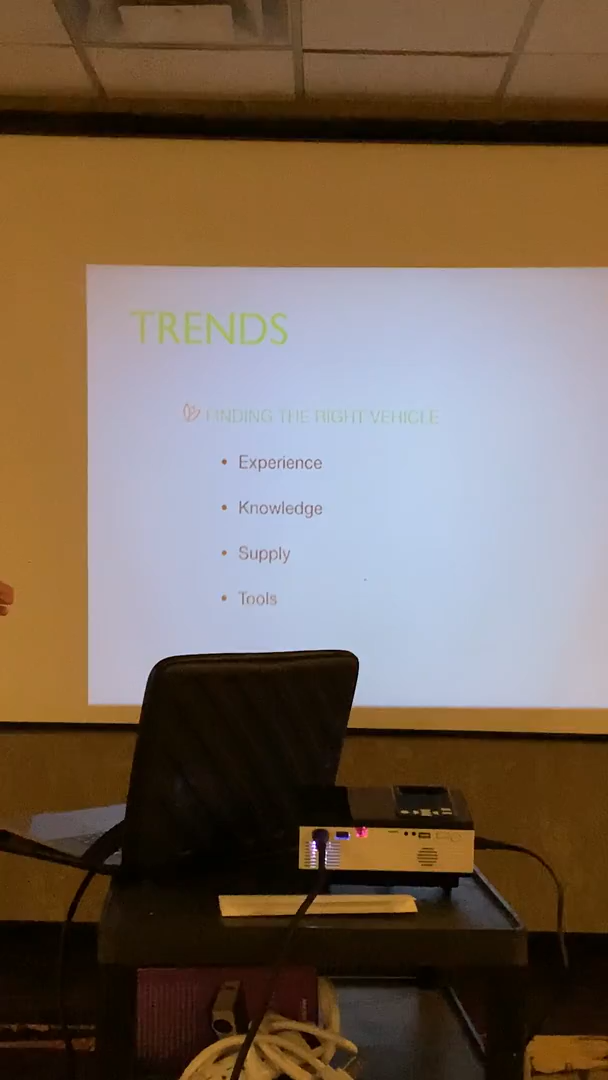 TRENDS
FINDING THE RIGHT VEHICLE
• Experience
• Knowledge
• Supply
• Tools